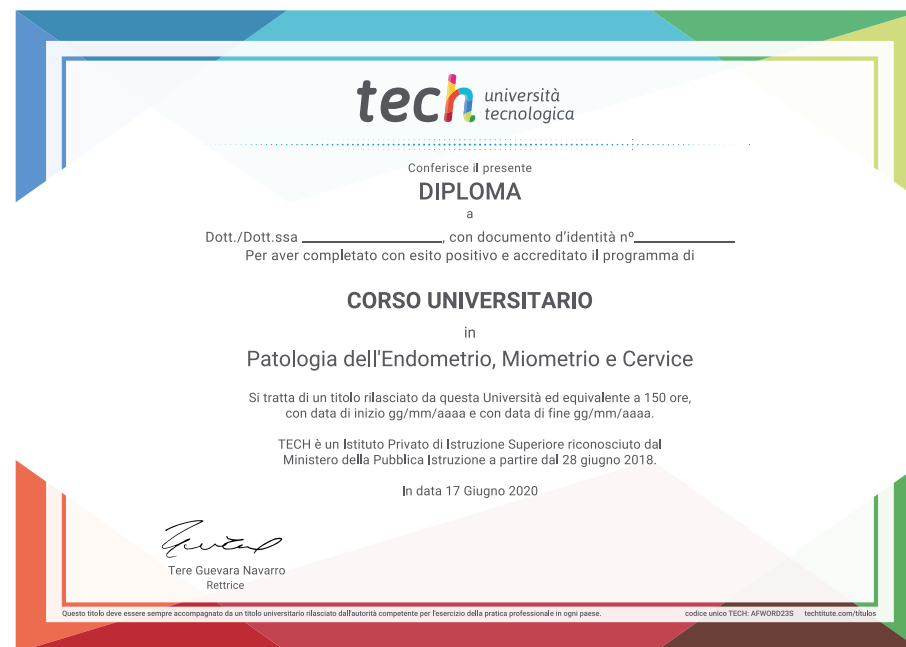 tech università
tecnologica
Conferisce il presente
DIPLOMA
a
Dott./Dott.ssa ____________________, con documento d'identità nº______________
Per aver completato con esito positivo e accreditato il programma di
CORSO UNIVERSITARIO
in
Patologia dell'Endometrio, Miometrio e Cervice
Si tratta di un titolo rilasciato da questa Università ed equivalente a 150 ore,
con data di inizio gg/mm/aaaa e con data di fine gg/mm/aaaa.
TECH è un Istituto Privato di Istruzione Superiore riconosciuto dal
Ministero della Pubblica Istruzione a partire dal 28 giugno 2018.
In data 17 Giugno 2020
Tere Guevara Navarro
Rettrice
Questo titolo deve essere sempre accompagnato da un titolo universitario rilasciato dall'autorità competente per l'esercizio della pratica professionale in ogni paese. codice unico TECH: AFWORD23S techtitute.com/títulos